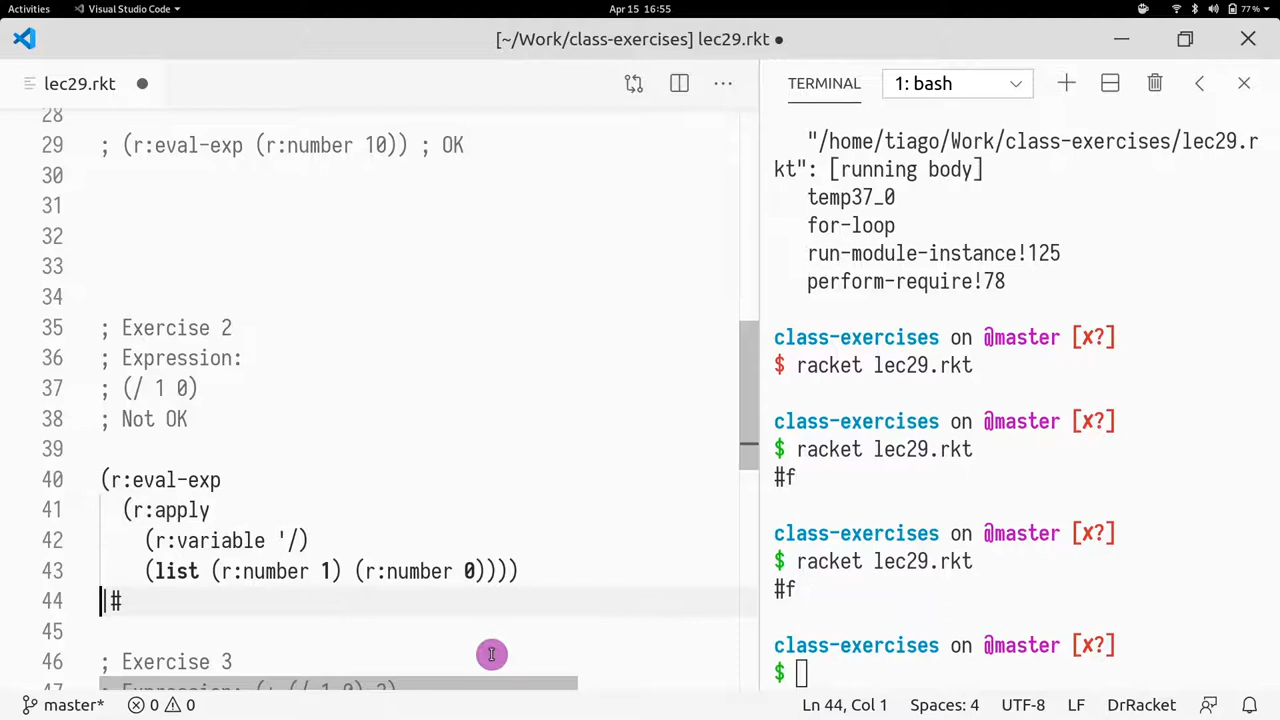 Activities
Visual Studio Code
Apr 15 16:55
77%
[~/Work/class-exercises] lec29.rkt ●
lec29.rkt ●
TERMINAL
1: bash
28
29 ; (r:eval-exp (r:number 10)) ; OK
30
31
32
33
34
35 ; Exercise 2
36 ; Expression:
37 ; (/ 1 0)
38 ; Not OK
39
40 (r:eval-exp
41 (r:apply
42 (r:variable '/)
43 (list (r:number 1) (r:number 0))))
44 |#
45
46 ; Exercise 3
47 ; Expression: (+ (/ 1 0) 2)
"/home/tiago/Work/class-exercises/lec29.r
kt": [running body]
temp37_0
for-loop
run-module-instance!125
perform-require!78
class-exercises on @master [x?]
$ racket lec29.rkt
class-exercises on @master [x?]
$ racket lec29.rkt
#f
class-exercises on @master [x?]
$ racket lec29.rkt
#f
class-exercises on @master [x?]
$
master*
0
0
Ln 44, Col 1
Spaces: 4
UTF-8
LF
DrRacket